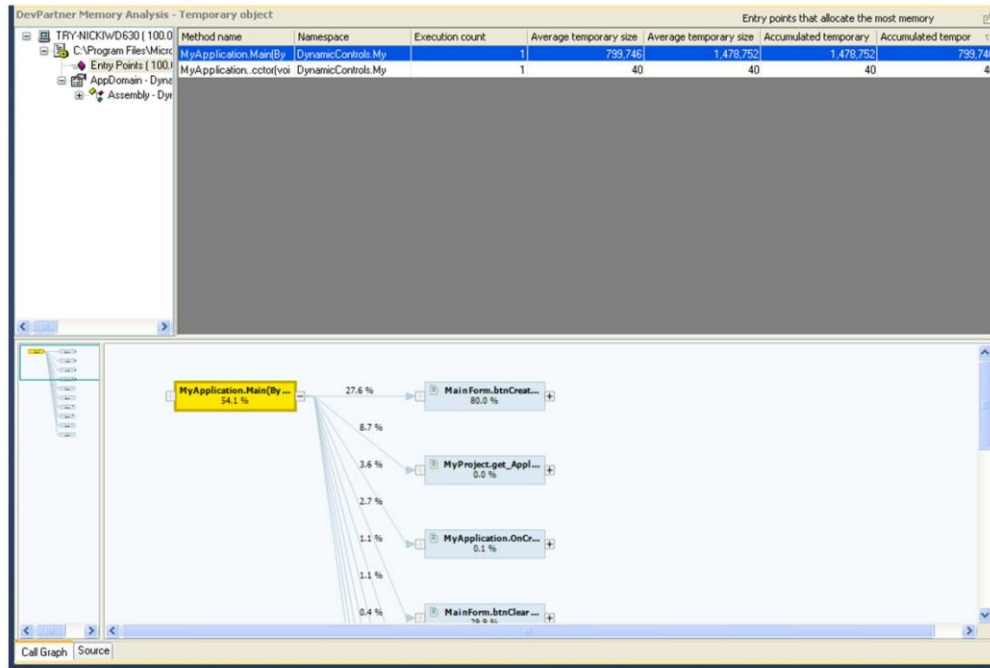 DevPartner Memory Analysis - Temporary object
Entry points that allocate the most memory
TRY-NICKJWD630 ( 100.0
C:\Program Files\Micro
Entry Points ( 100.
AppDomain - Dyna
Assembly - Dyn
Method name Namespace Execution count Average temporary size Average temporary size Accumulated temporary Accumulated tempor
MyApplication.Main(By DynamicControls.My 1 799,746 1,478,752 1,478,752 799,74
MyApplication..cctor(voi DynamicControls.My 1 40 40 40 4
MyApplication.Main(By...
54.1 %
27.6 %
MainForm.btnCreat...
80.0 %
8.7 %
3.6 %
MyProject.get_Appl...
0.0 %
2.7 %
1.1 %
MyApplication.OnCr...
0.1 %
1.1 %
0.4 %
MainForm.btnClear...
Call Graph Source